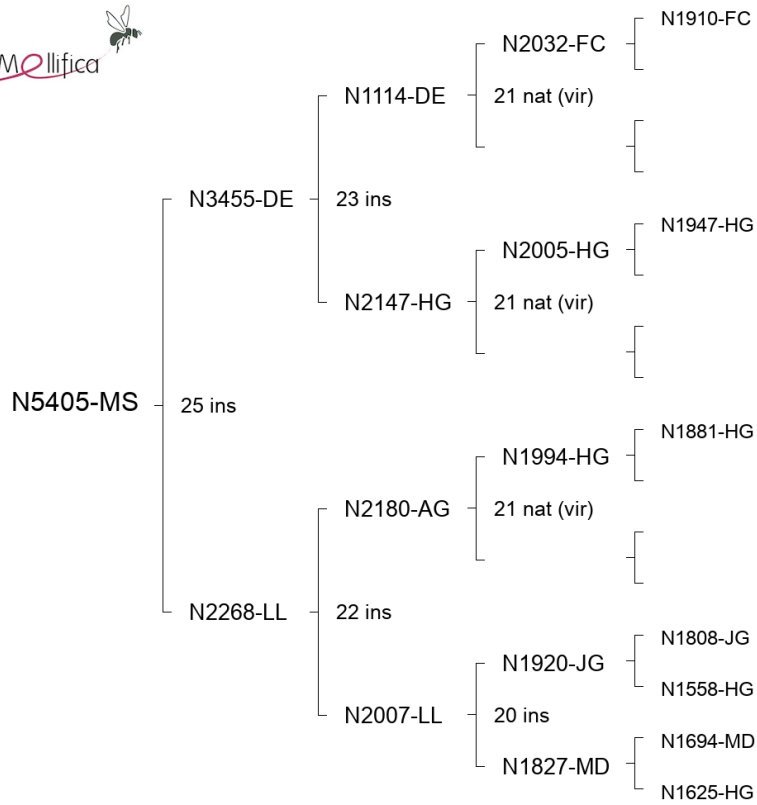 Mellifica
N1910-FC
N2032-FC
N1114-DE
21 nat (vir)
N3455-DE
23 ins
N1947-HG
N2005-HG
N2147-HG
21 nat (vir)
N5405-MS
25 ins
N1881-HG
N1994-HG
N2180-AG
21 nat (vir)
N2268-LL
22 ins
N1808-JG
N1920-JG
N1558-HG
N2007-LL
20 ins
N1694-MD
N1827-MD
N1625-HG